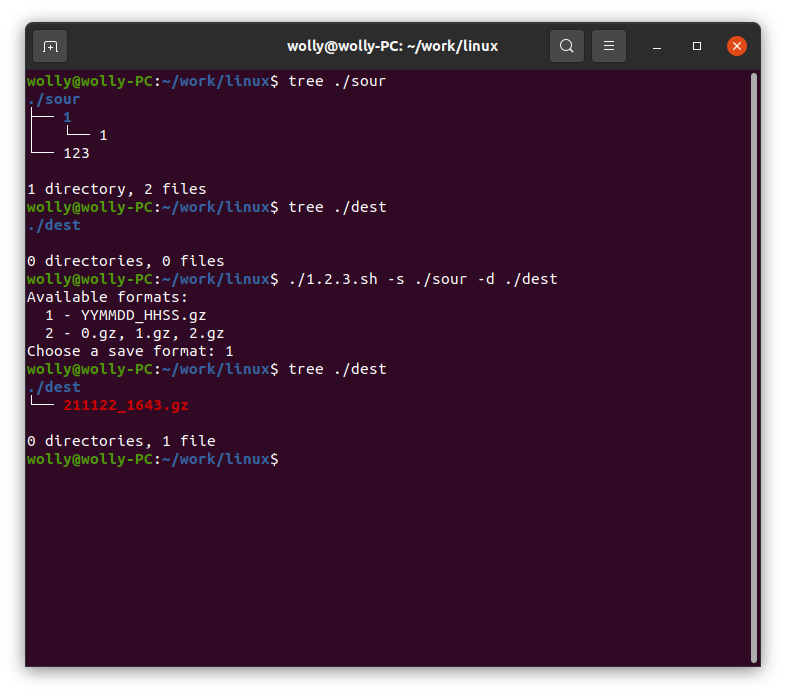 wolly@wolly-PC: ~/work/linux
wolly@wolly-PC:~/work/linux$ tree ./sour
./sour
├── 1
│   └── 1
└── 123
1 directory, 2 files
wolly@wolly-PC:~/work/linux$ tree ./dest
./dest
0 directories, 0 files
wolly@wolly-PC:~/work/linux$ ./1.2.3.sh -s ./sour -d ./dest
Available formats:
  1 - YYMMDD_HHSS.gz
  2 - 0.gz, 1.gz, 2.gz
Choose a save format: 1
wolly@wolly-PC:~/work/linux$ tree ./dest
./dest
└── 211122_1643.gz
0 directories, 1 file
wolly@wolly-PC:~/work/linux$